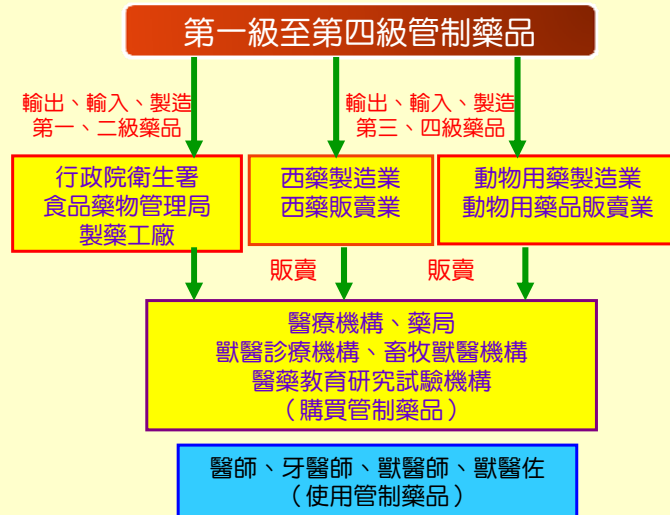 第一級至第四級管制藥品
輸出、輸入、製造
第一、二級藥品
輸出、輸入、製造
第三、四級藥品
行政院衛生署
食品藥物管理局
製藥工廠
西藥製造業
西藥販賣業
動物用藥製造業
動物用藥品販賣業
販賣
販賣
醫療機構、藥局
獸醫診療機構、畜牧獸醫機構
醫藥教育研究試驗機構
（購買管制藥品）
醫師、牙醫師、獸醫師、獸醫佐
（使用管制藥品）